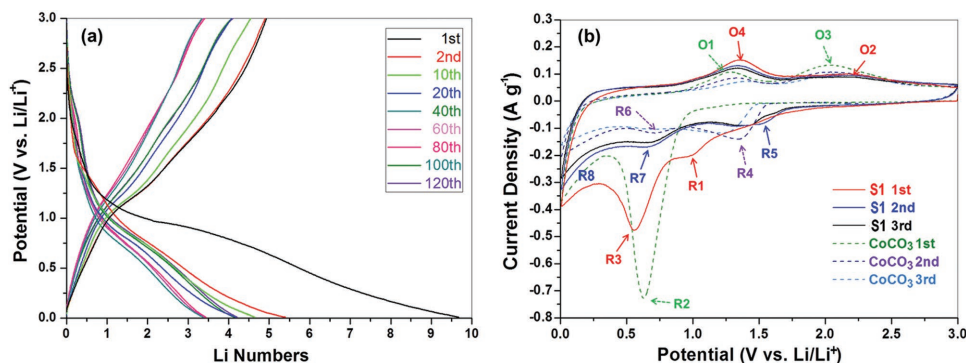 (a)
3.0
2.5
2.0
1.5
1.0
0.5
0.0
Potential (V vs. Li/Li+)
0 1 2 3 4 5 6 7 8 9 10
Li Numbers
1st
2nd
10th
20th
40th
60th
80th
100th
120th
(b)
0.3
0.2
0.1
0.0
-0.1
-0.2
-0.3
-0.4
-0.5
-0.6
-0.7
-0.8
Current Density (A g-1)
0.0 0.5 1.0 1.5 2.0 2.5 3.0
Potential (V vs. Li/Li+)
O1
O4
O3
O2
R6
R8
R7
R1
R4
R5
R3
R2
S1 1st
S1 2nd
S1 3rd
CoCO3 1st
CoCO3 2nd
CoCO3 3rd